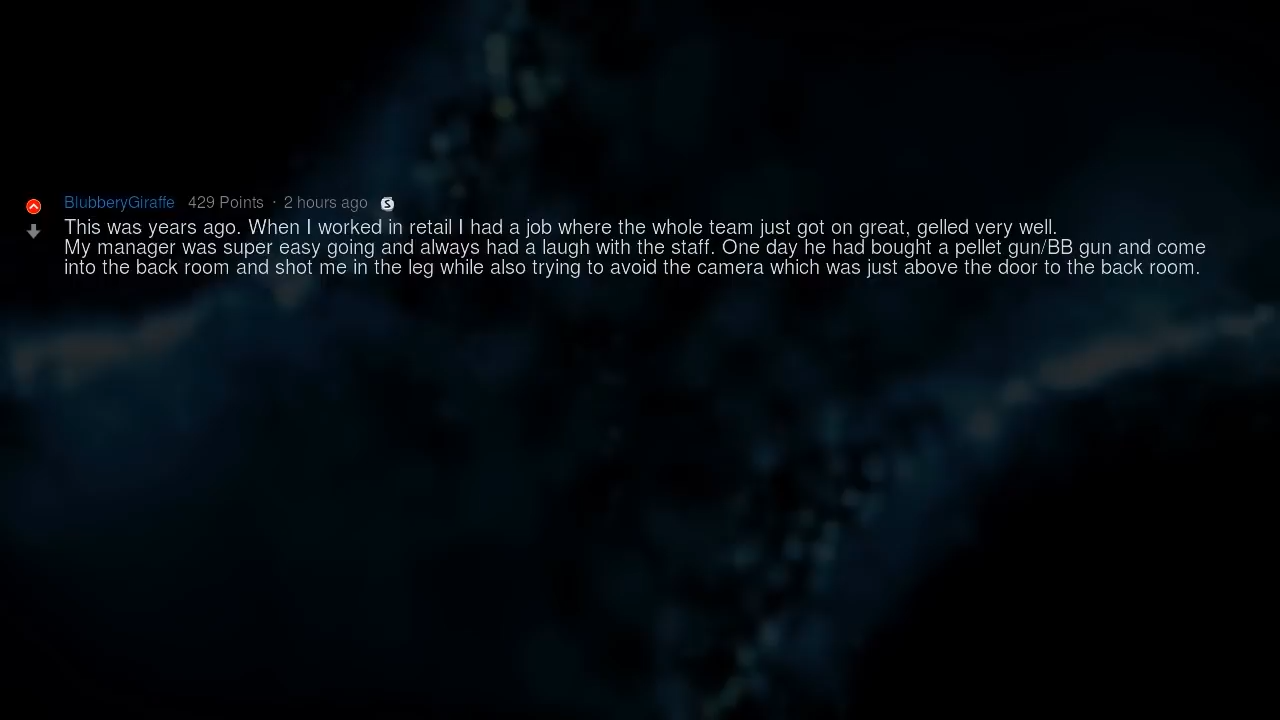 BlubberyGiraffe 429 Points · 2 hours ago S
This was years ago. When I worked in retail I had a job where the whole team just got on great, gelled very well.
My manager was super easy going and always had a laugh with the staff. One day he had bought a pellet gun/BB gun and come
into the back room and shot me in the leg while also trying to avoid the camera which was just above the door to the back room.